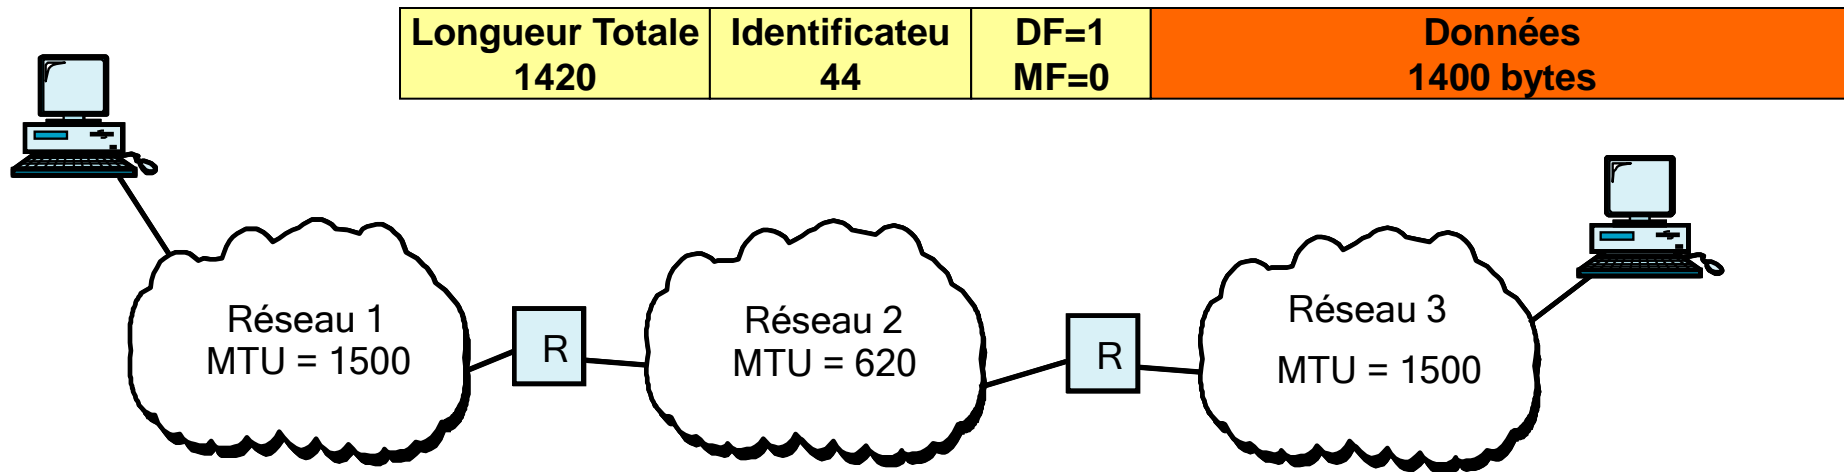 Longueur Totale Identificateu DF=1 Données
1420 44 MF=0 1400 bytes
Réseau 1
MTU = 1500
R
Réseau 2
MTU = 620
R
Réseau 3
MTU = 1500